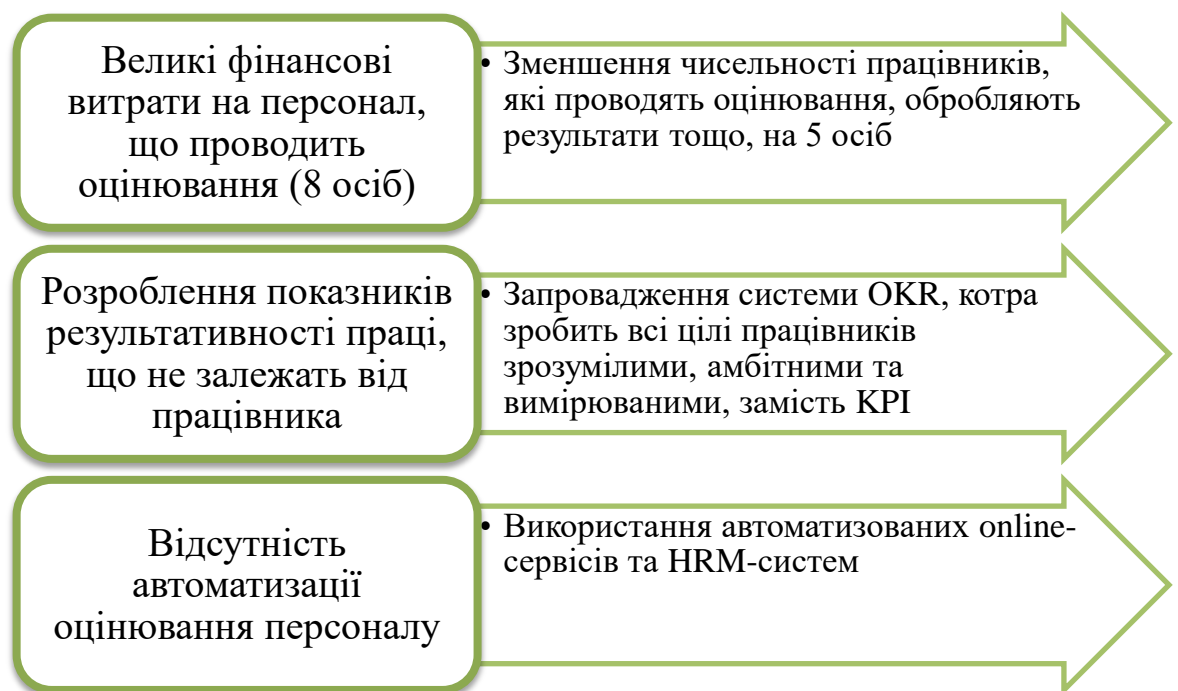 Великі фінансові
витрати на персонал,
що проводить
оцінювання (8 осіб)
• Зменшення чисельності працівників,
які проводять оцінювання, обробляють
результати тощо, на 5 осіб
Розроблення показників
результативності праці,
що не залежать від
працівника
• Запровадження системи OKR, котра
зробить всі цілі працівників
зрозумілими, амбітними та
вимірюваними, замість KPI
Відсутність
автоматизації
оцінювання персоналу
• Використання автоматизованих online-
сервісів та HRM-систем